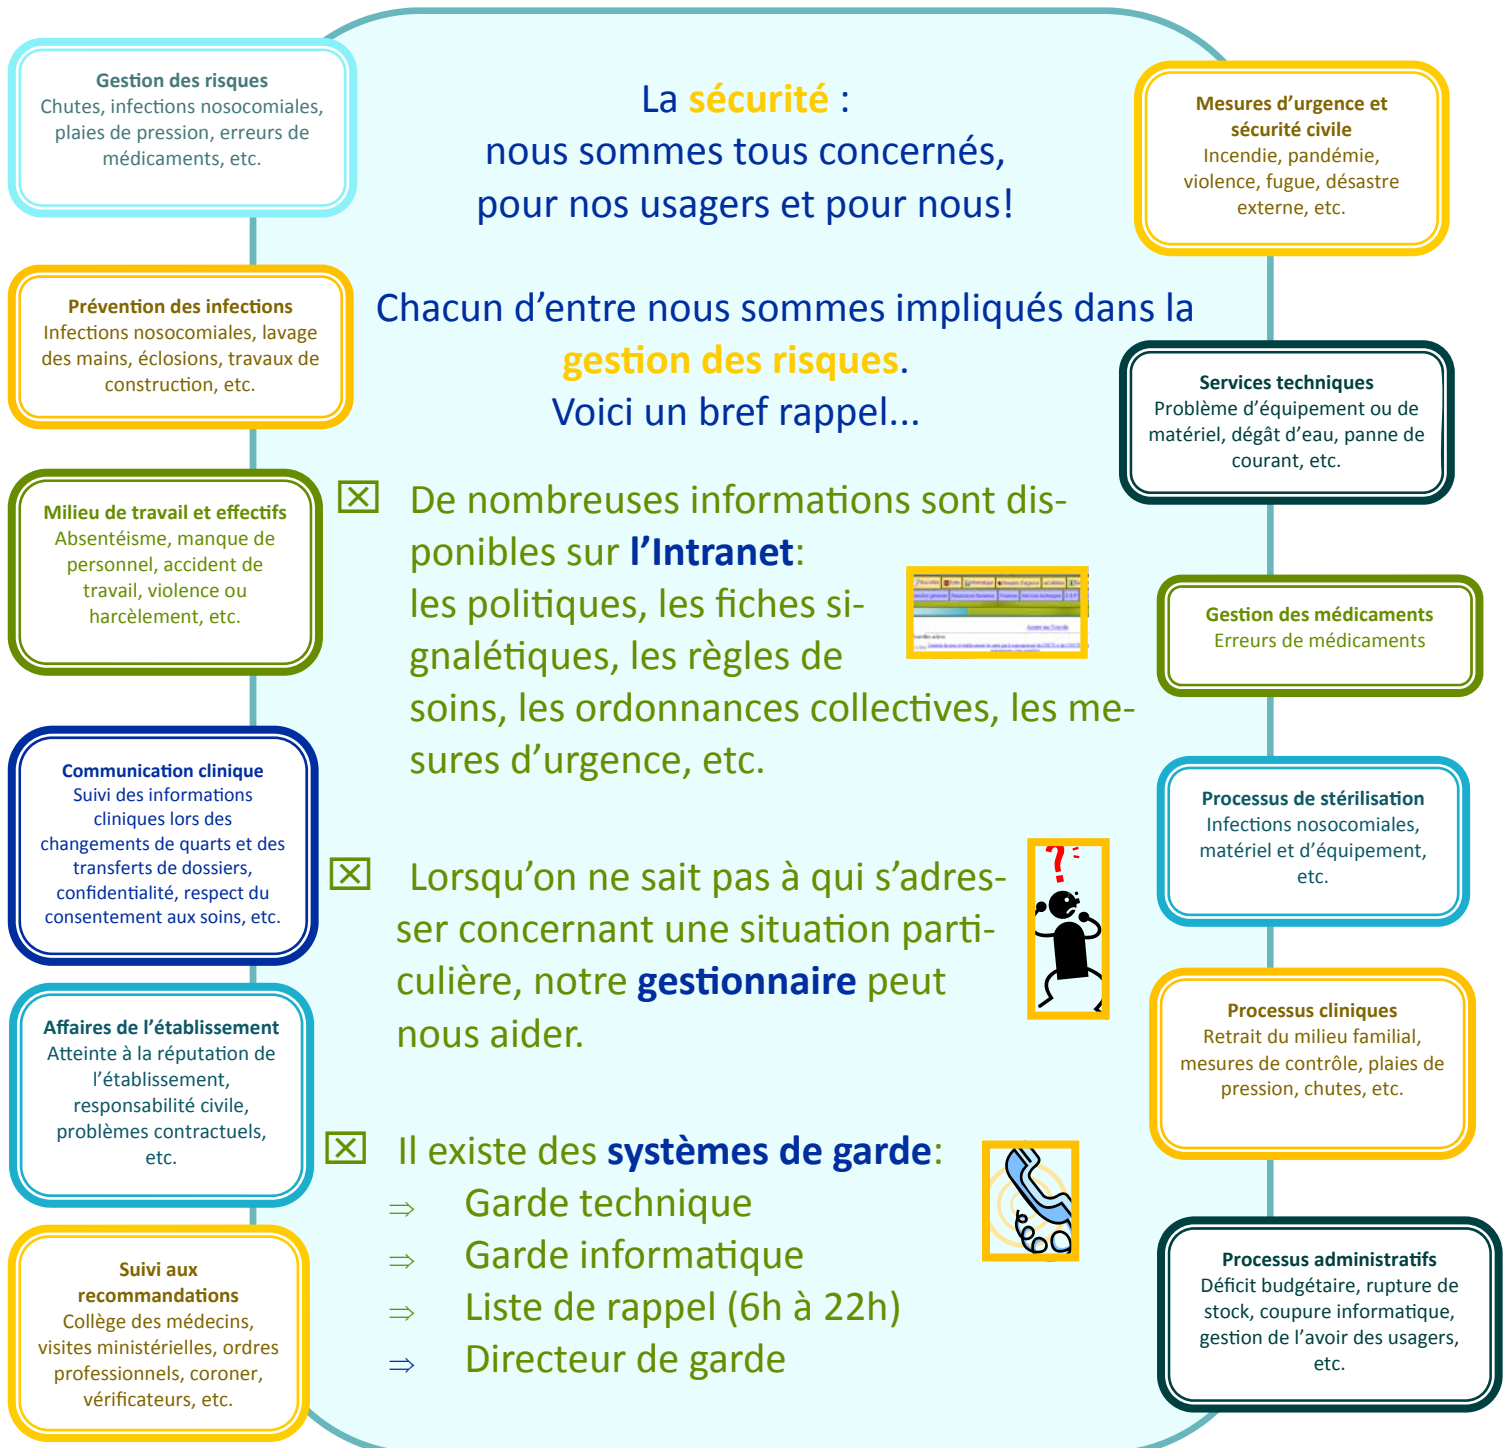 Gestion des risques
Chutes, infections nosocomiales,
plaies de pression, erreurs de
médicaments, etc.
Prévention des infections
Infections nosocomiales, lavage
des mains, éclosions, travaux de
construction, etc.
Milieu de travail et effectifs
Absentéisme, manque de
personnel, accident de
travail, violence ou
harcèlement, etc.
Communication clinique
Suivi des informations
cliniques lors des
changements de quarts et des
transferts de dossiers,
confidentialité, respect du
consentement aux soins, etc.
Affaires de l’établissement
Atteinte à la réputation de
l’établissement,
responsabilité civile,
problèmes contractuels,
etc.
Suivi aux
recommandations
Collège des médecins,
visites ministérielles, ordres
professionnels, coroner,
vérificateurs, etc.
La sécurité :
nous sommes tous concernés,
pour nos usagers et pour nous!
Chacun d’entre nous sommes impliqués dans la
gestion des risques.
Voici un bref rappel...
☒ De nombreuses informations sont dis-
ponibles sur l’Intranet:
les politiques, les fiches si-
gnalétiques, les règles de
soins, les ordonnances collectives, les me-
sures d’urgence, etc.
☒ Lorsqu’on ne sait pas à qui s’adres-
ser concernant une situation parti-
culière, notre gestionnaire peut
nous aider.
?
☒ Il existe des systèmes de garde:
⇒ Garde technique
⇒ Garde informatique
⇒ Liste de rappel (6h à 22h)
⇒ Directeur de garde
Mesures d’urgence et
sécurité civile
Incendie, pandémie,
violence, fugue, désastre
externe, etc.
Services techniques
Problème d’équipement ou de
matériel, dégât d’eau, panne de
courant, etc.
Gestion des médicaments
Erreurs de médicaments
Processus de stérilisation
Infections nosocomiales,
matériel et d’équipement,
etc.
Processus cliniques
Retrait du milieu familial,
mesures de contrôle, plaies de
pression, chutes, etc.
Processus administratifs
Déficit budgétaire, rupture de
stock, coupure informatique,
gestion de l’avoir des usagers,
etc.